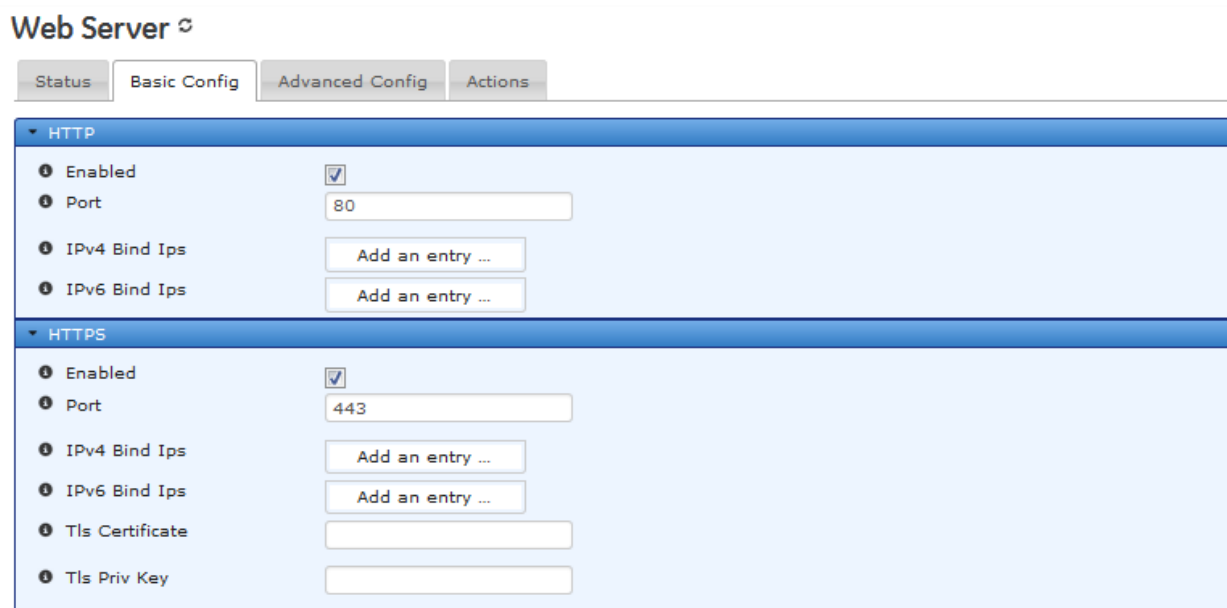 Web Server
Status Basic Config Advanced Config Actions
HTTP
Enabled
Port 80
IPv4 Bind Ips Add an entry ...
IPv6 Bind Ips Add an entry ...
HTTPS
Enabled
Port 443
IPv4 Bind Ips Add an entry ...
IPv6 Bind Ips Add an entry ...
Tls Certificate
Tls Priv Key